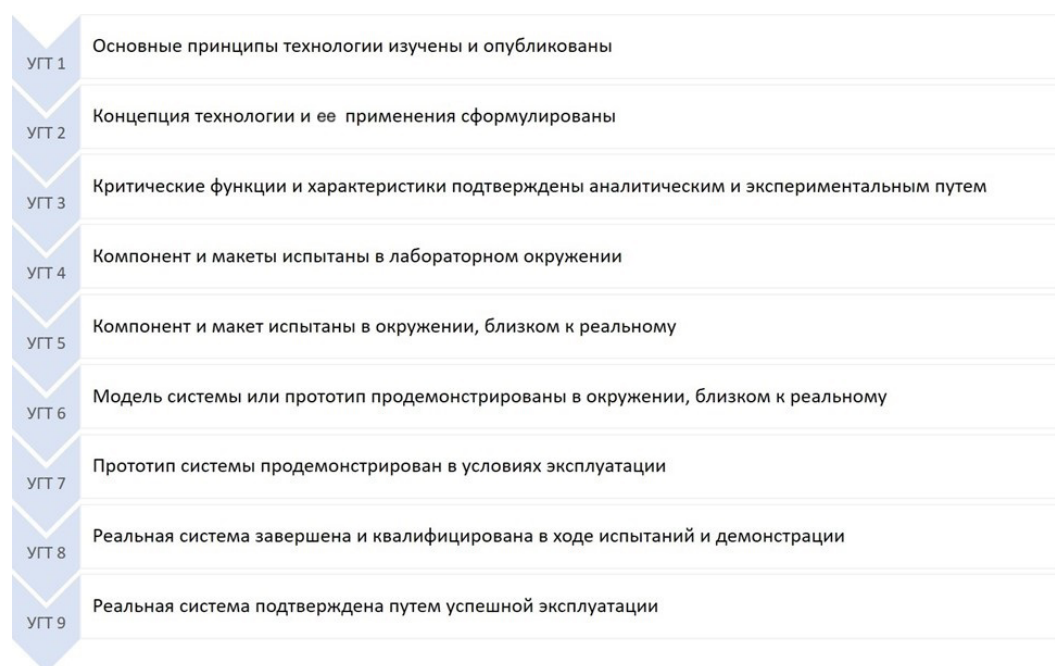 УГТ 1 Основные принципы технологии изучены и опубликованы
УГТ 2 Концепция технологии и ее применения сформулированы
УГТ 3 Критические функции и характеристики подтверждены аналитическим и экспериментальным путем
УГТ 4 Компонент и макеты испытаны в лабораторном окружении
УГТ 5 Компонент и макет испытаны в окружении, близком к реальному
УГТ 6 Модель системы или прототип продемонстрированы в окружении, близком к реальному
УГТ 7 Прототип системы продемонстрирован в условиях эксплуатации
УГТ 8 Реальная система завершена и квалифицирована в ходе испытаний и демонстрации
УГТ 9 Реальная система подтверждена путем успешной эксплуатации